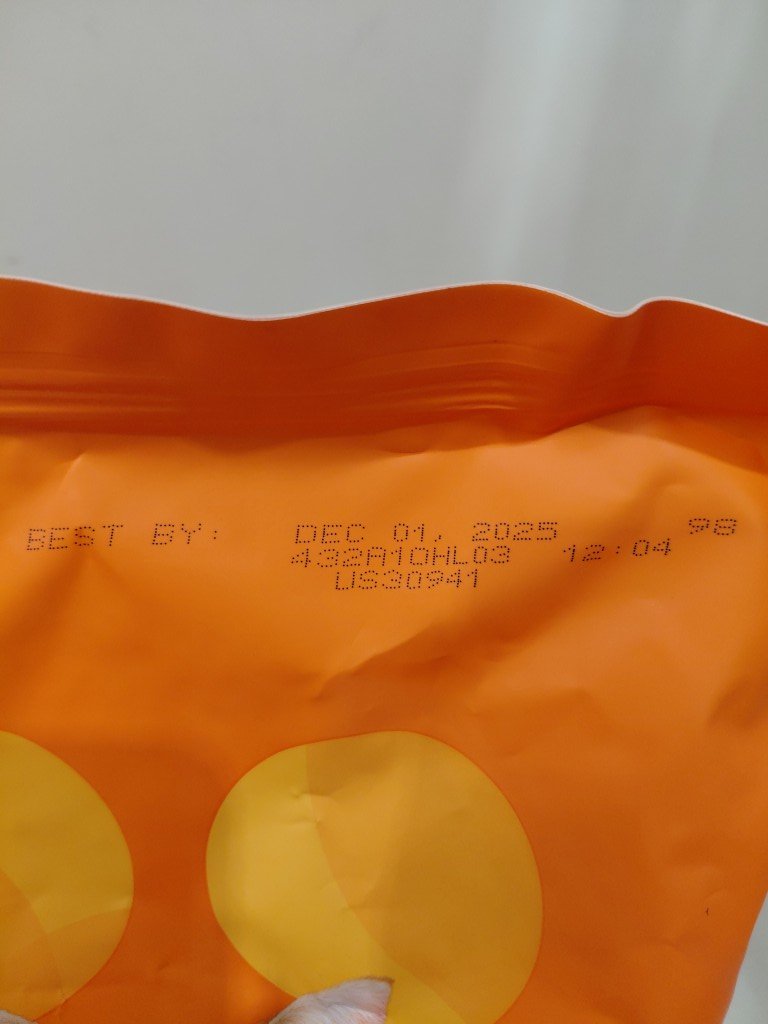 BEST BY: DEC 01, 2025 98
432A10HL03 12:04
US30941